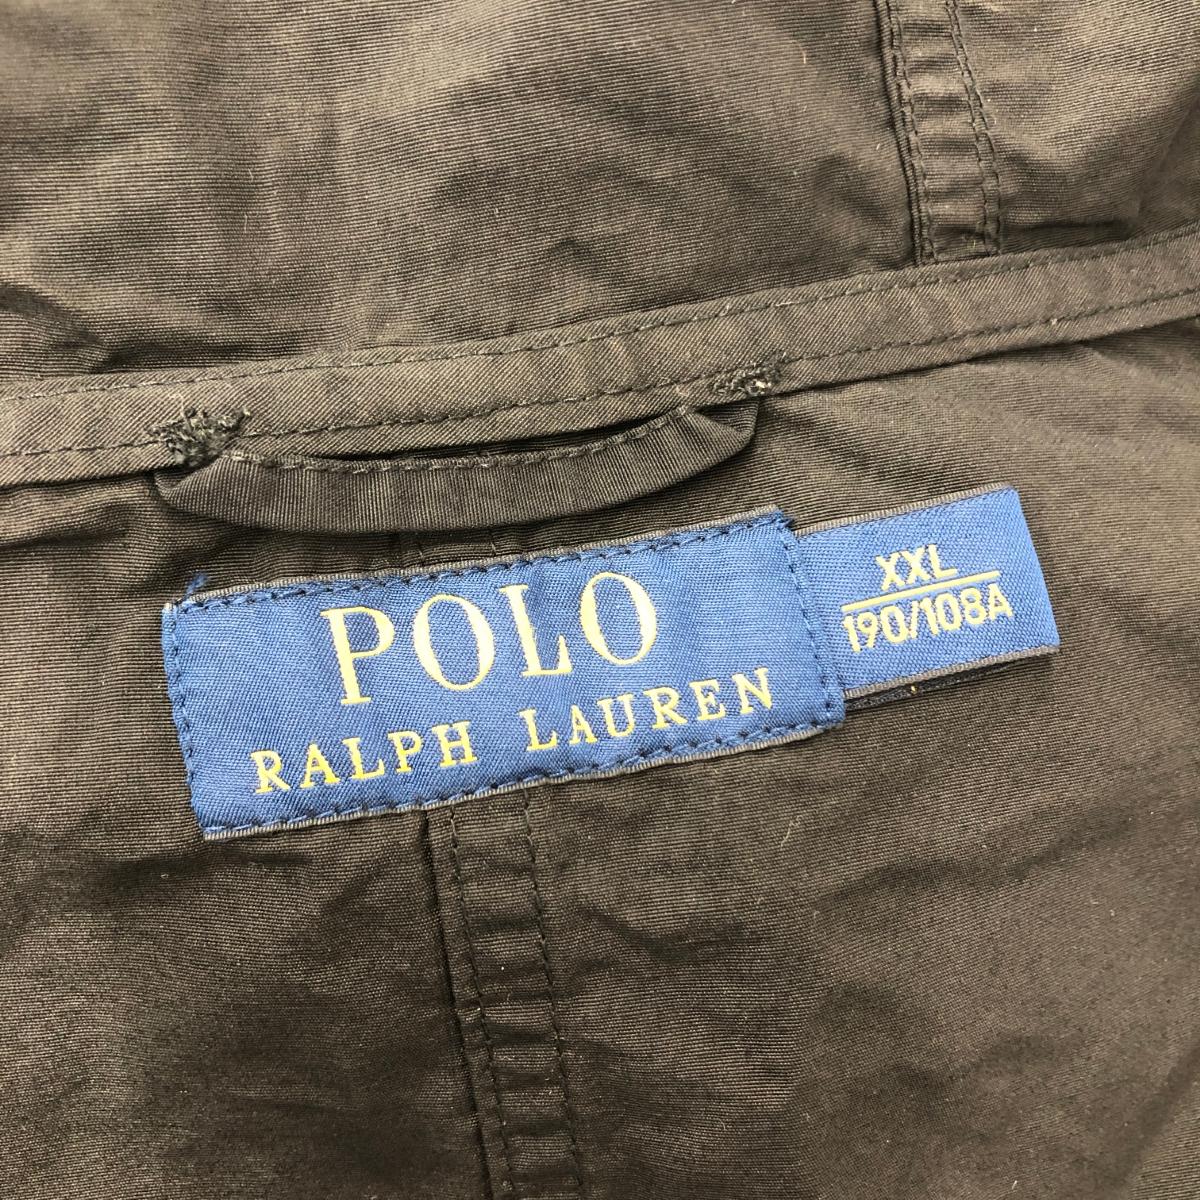 POLO
RALPH LAUREN
XXL
190/108A